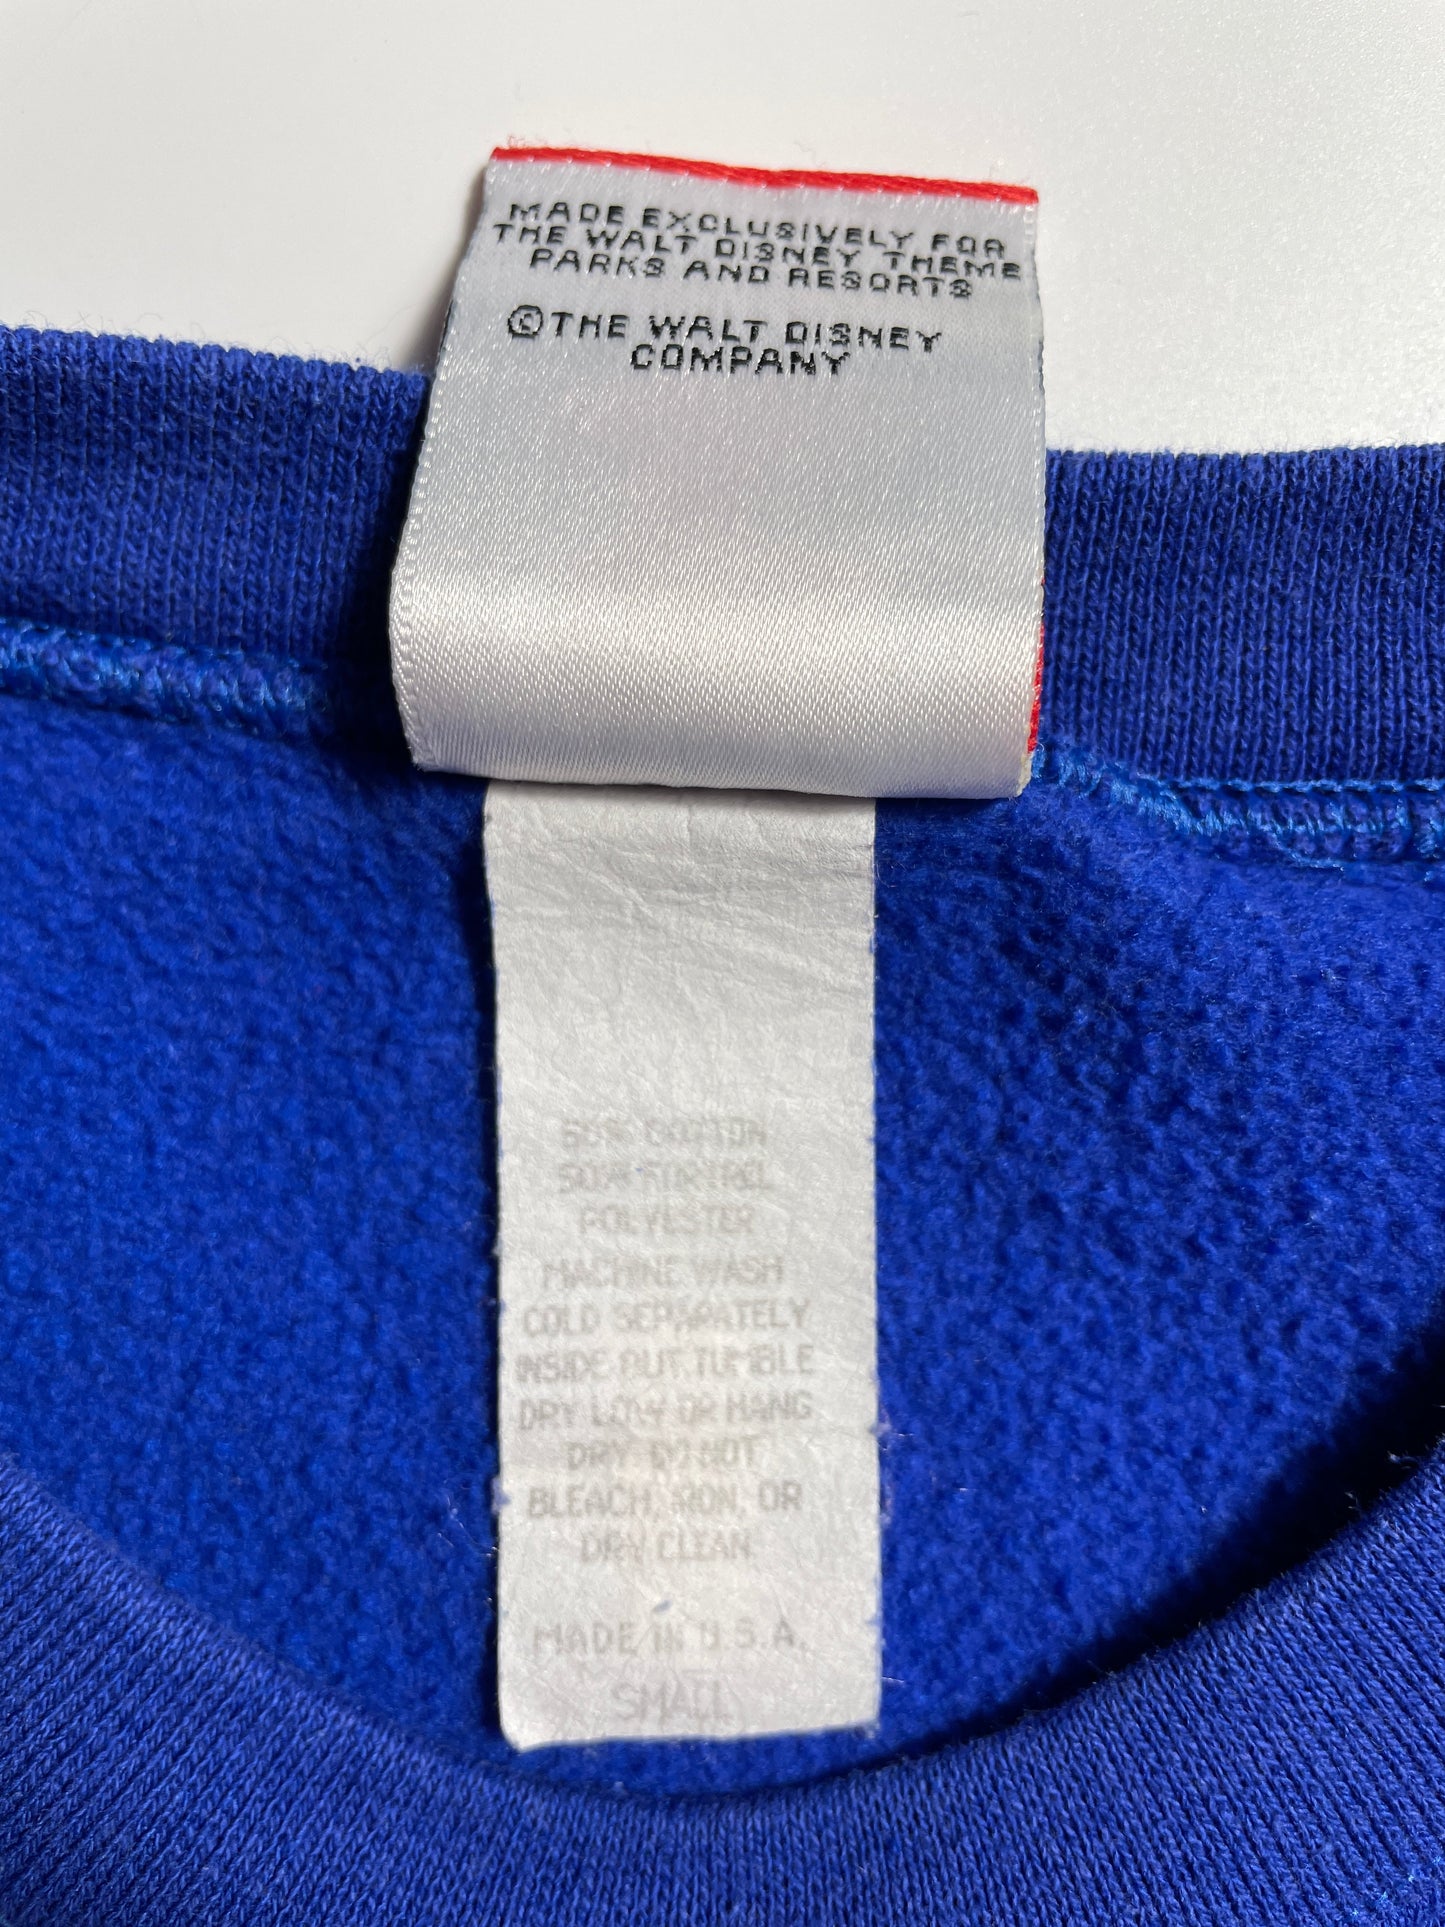 MADE EXCLUSIVELY FOR
THE WALT DISNEY THEME
PARKS AND RESORTS
©THE WALT DISNEY
COMPANY
50% COTTON
50% FORTREL
POLYESTER
MACHINE WASH
COLD SEPARATELY
INSIDE OUT. TUMBLE
DRY LOW OR HANG
DRY. DO NOT
BLEACH, IRON, OR
DRY CLEAN
MADE IN U.S.A.
SMALL